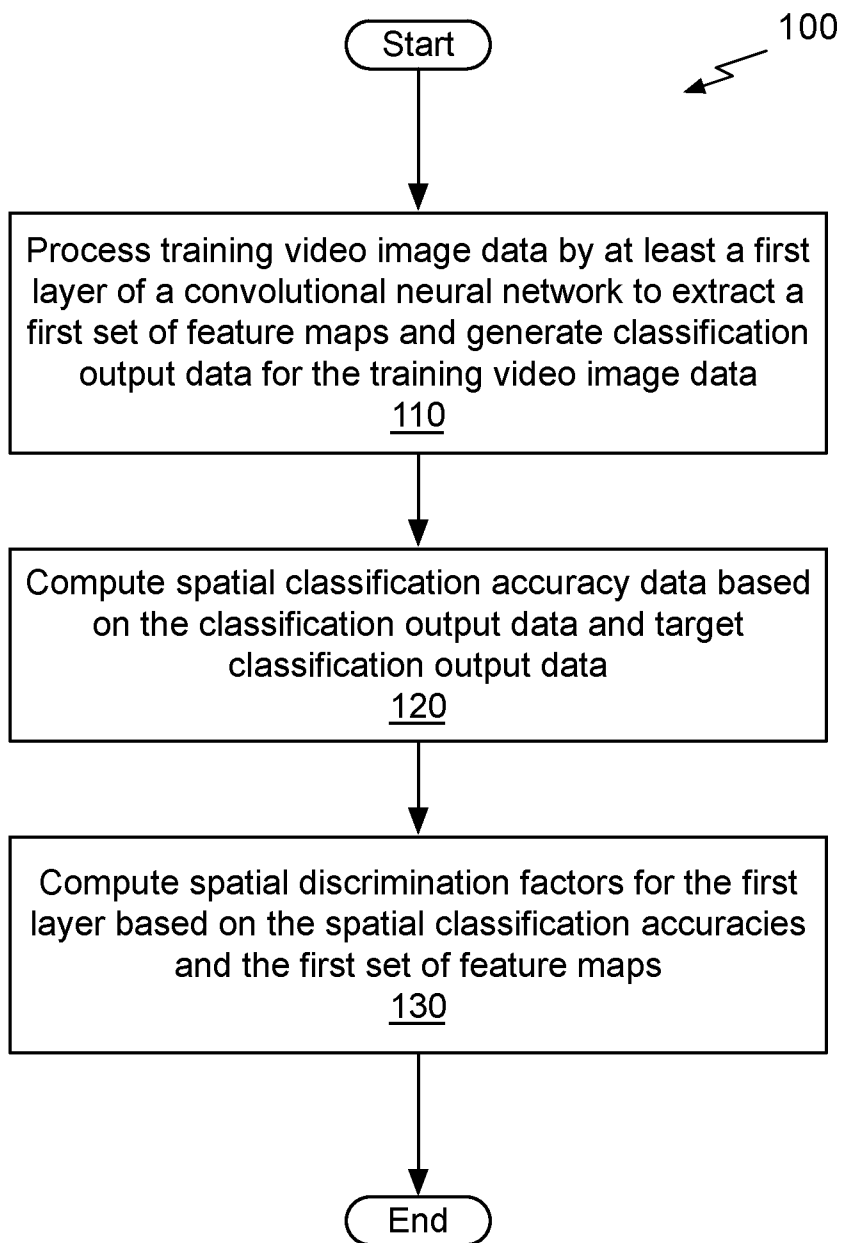 Start
100
Process training video image data by at least a first
layer of a convolutional neural network to extract a
first set of feature maps and generate classification
output data for the training video image data
110
Compute spatial classification accuracy data based
on the classification output data and target
classification output data
120
Compute spatial discrimination factors for the first
layer based on the spatial classification accuracies
and the first set of feature maps
130
End